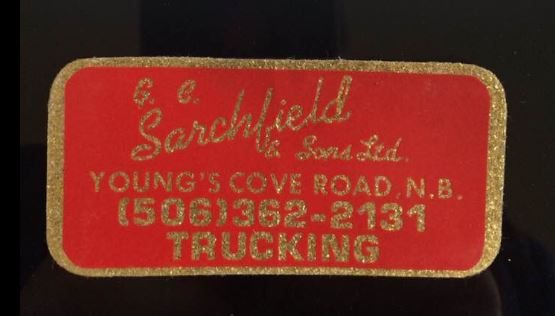 G. C.
Sarchfield
& Sons Ltd.
YOUNG'S COVE ROAD, N.B.
(506)362-2131
TRUCKING